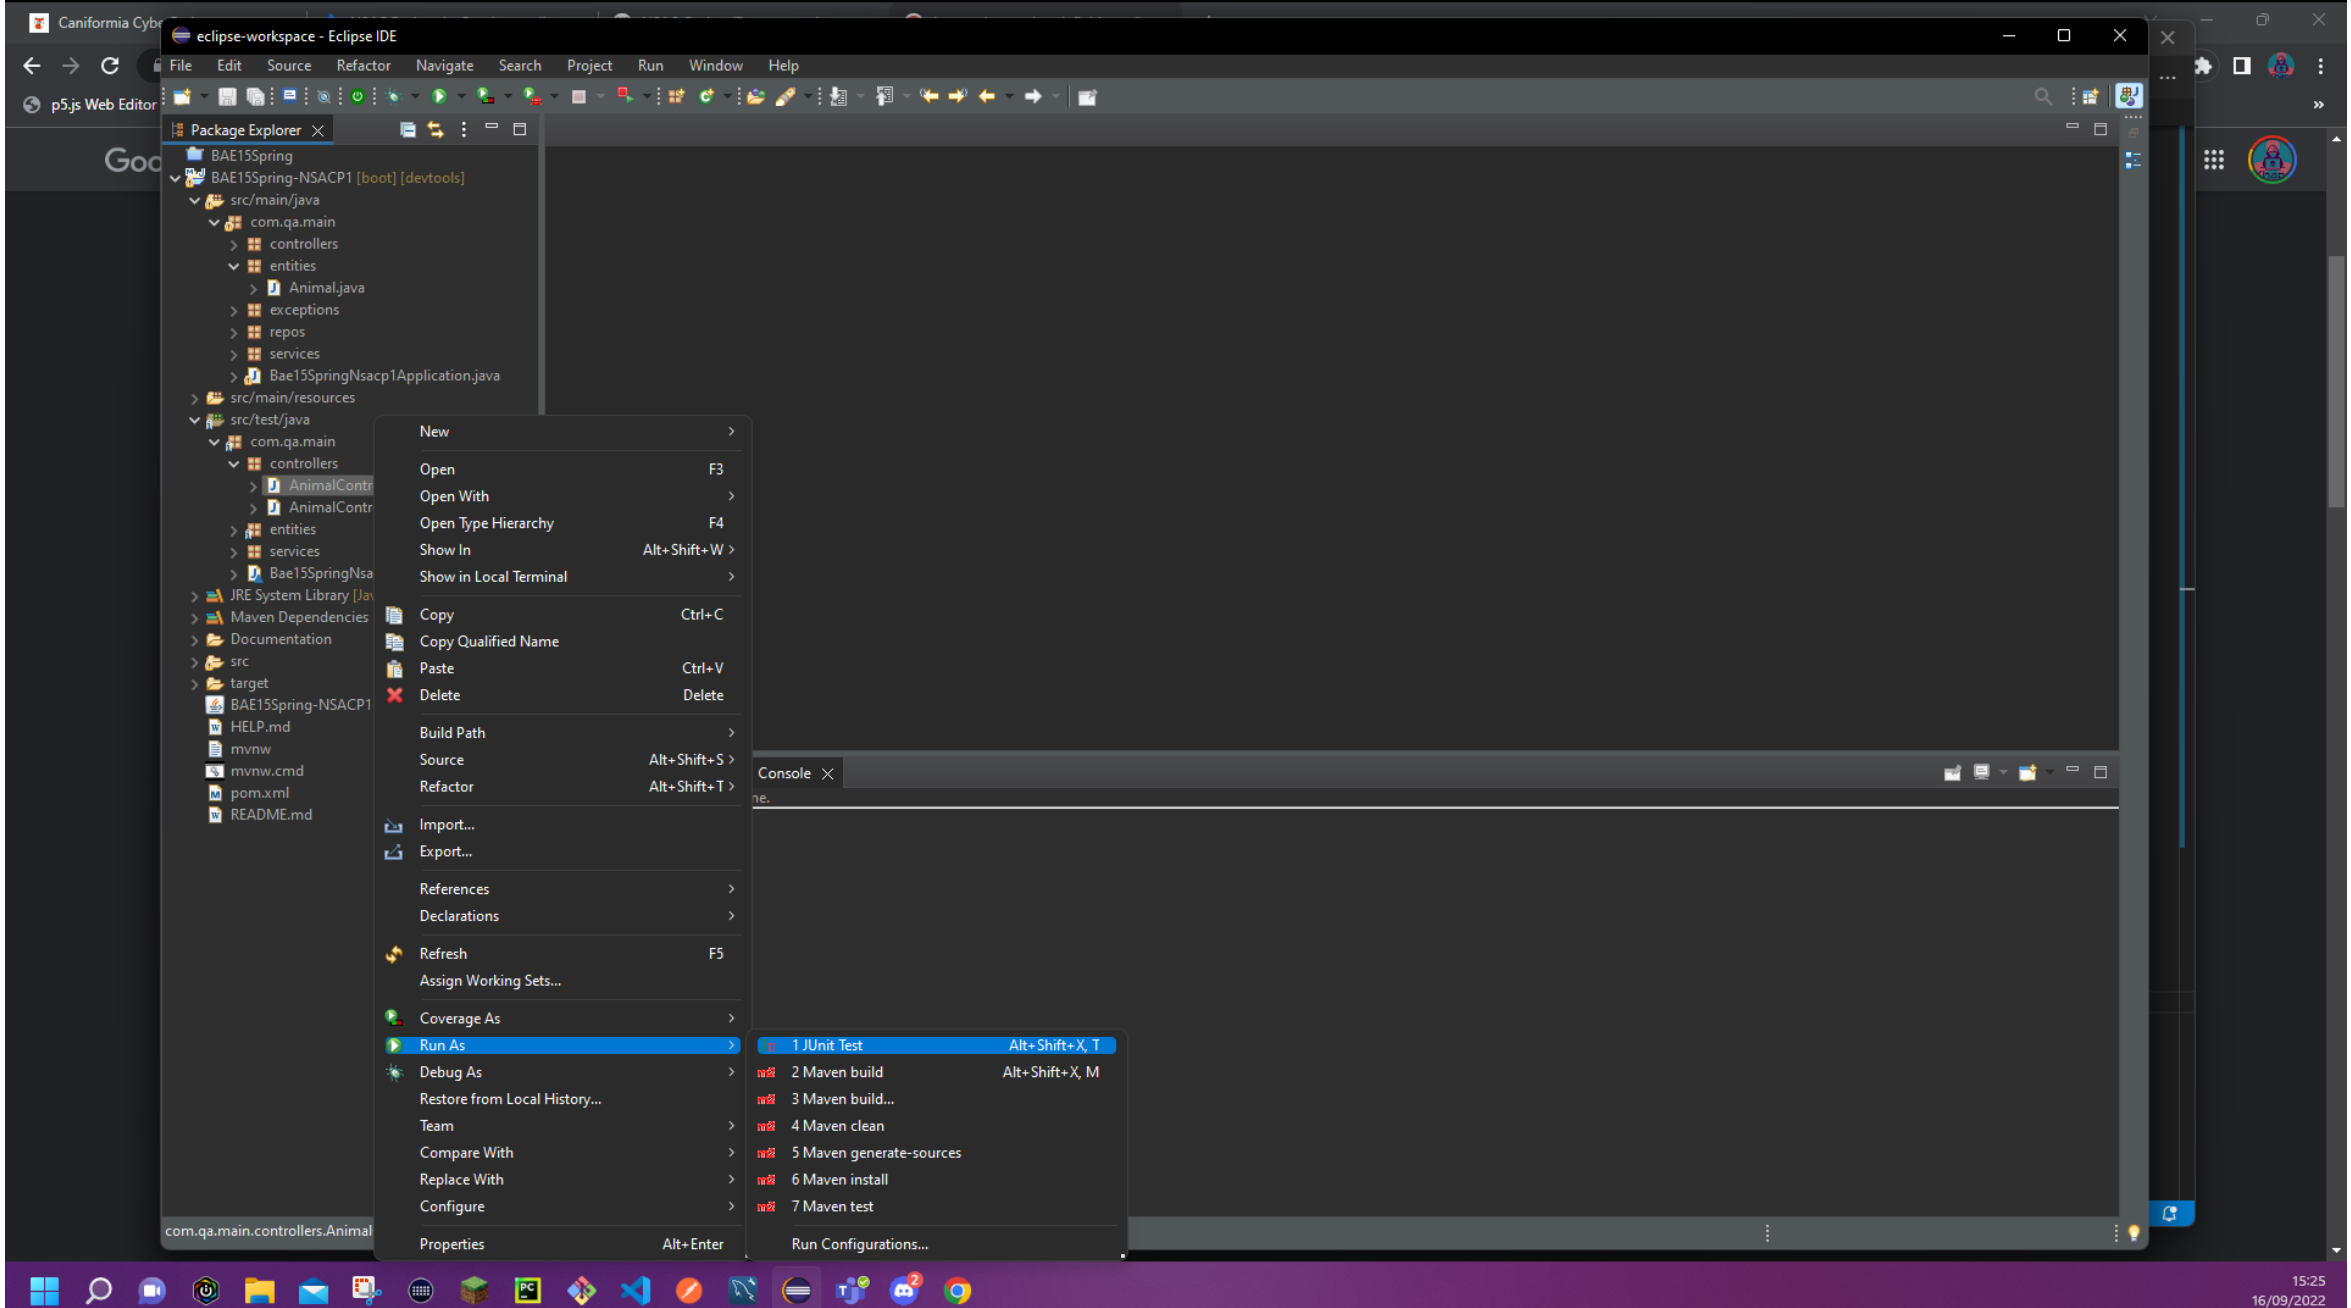 Caniformia Cybe
eclipse-workspace - Eclipse IDE
File Edit Source Refactor Navigate Search Project Run Window Help
p5.js Web Editor
Goo
Package Explorer
BAE15Spring
BAE15Spring-NSACP1 [boot] [devtools]
src/main/java
com.qa.main
controllers
entities
Animal.java
exceptions
repos
services
Bae15SpringNsacp1Application.java
src/main/resources
src/test/java
com.qa.main
controllers
AnimalContr
AnimalContr
entities
services
Bae15SpringNsa
JRE System Library [Jav
Maven Dependencies
Documentation
src
target
BAE15Spring-NSACP1
HELP.md
mvnw
mvnw.cmd
pom.xml
README.md
com.qa.main.controllers.Animal
New
Open F3
Open With
Open Type Hierarchy F4
Show In Alt+Shift+W
Show in Local Terminal
Copy Ctrl+C
Copy Qualified Name
Paste Ctrl+V
Delete Delete
Build Path
Source Alt+Shift+S
Refactor Alt+Shift+T
Import...
Export...
References
Declarations
Refresh F5
Assign Working Sets...
Coverage As
Run As
Debug As
Restore from Local History...
Team
Compare With
Replace With
Configure
Properties Alt+Enter
1 JUnit Test Alt+Shift+X, T
2 Maven build Alt+Shift+X, M
3 Maven build...
4 Maven clean
5 Maven generate-sources
6 Maven install
7 Maven test
Run Configurations...
Console
ne.
PC
2
15:25
16/09/2022